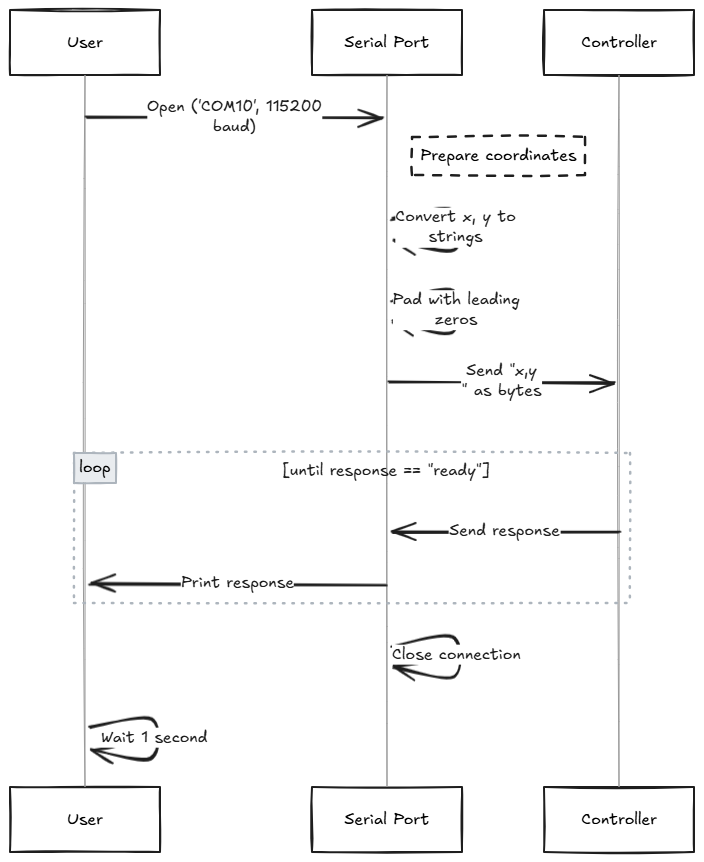 User
Serial Port
Controller
Open ('COM10', 115200
baud)
Prepare coordinates
Convert x, y to
strings
Pad with leading
zeros
Send "x,y
" as bytes
loop
[until response == "ready"]
Send response
Print response
Close connection
Wait 1 second
User
Serial Port
Controller